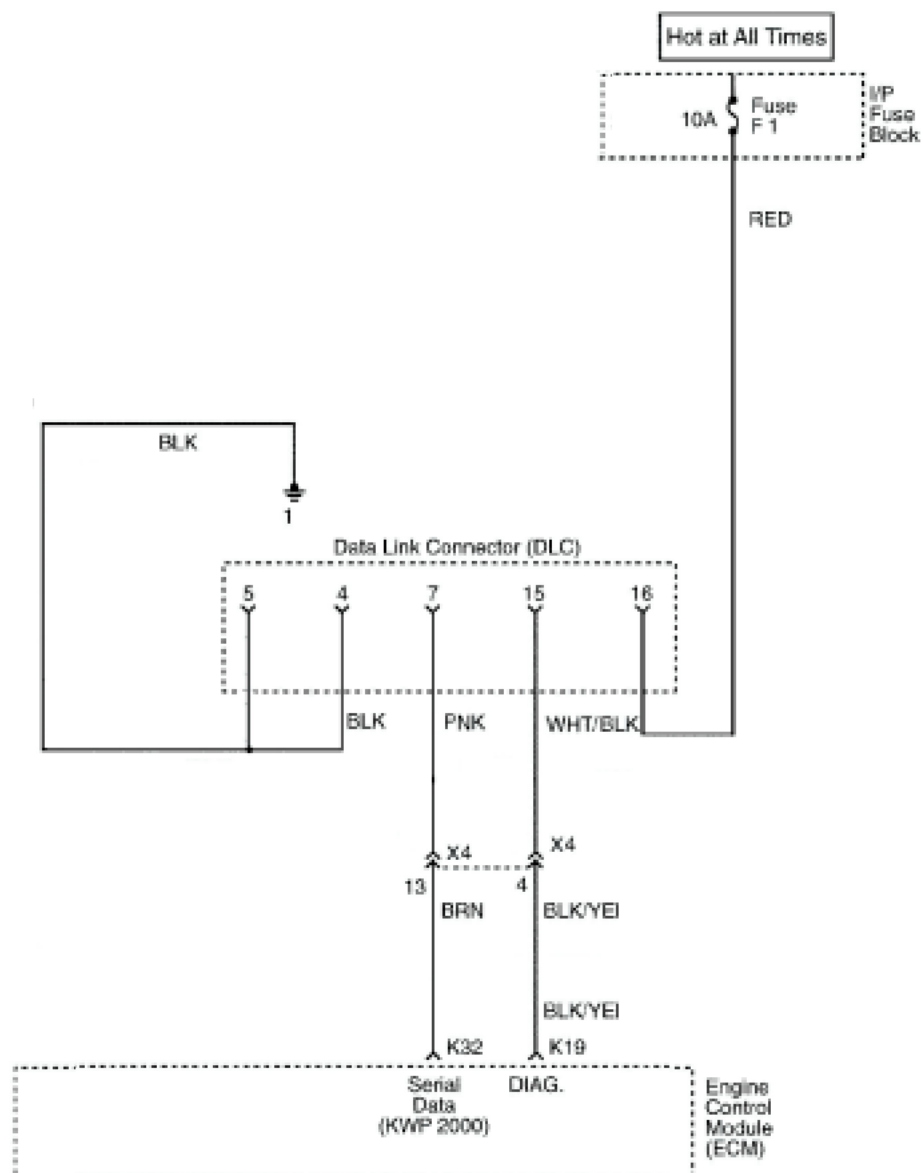 Hot at All Times
10A
Fuse
F 1
I/P
Fuse
Block
RED
BLK
1
Data Link Connector (DLC)
5 4 7 15 16
BLK PNK WHT/BLK
X4 X4
13 4
BRN BLK/YEI
BLK/YEI
K32 K19
Serial
Data
(KWP 2000)
DIAG.
Engine
Control
Module
(ECM)